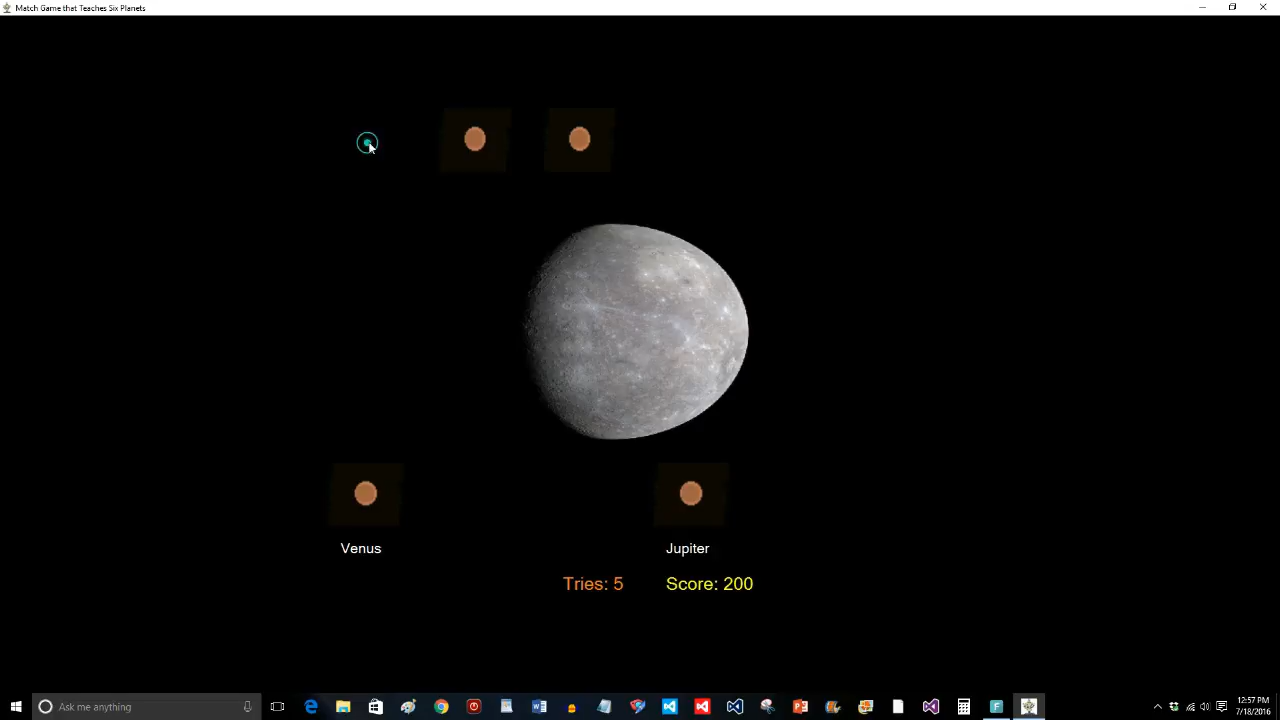 Match Game that Teaches Six Planets
Venus
Jupiter
Tries: 5
Score: 200
Ask me anything
12:57 PM
7/18/2016